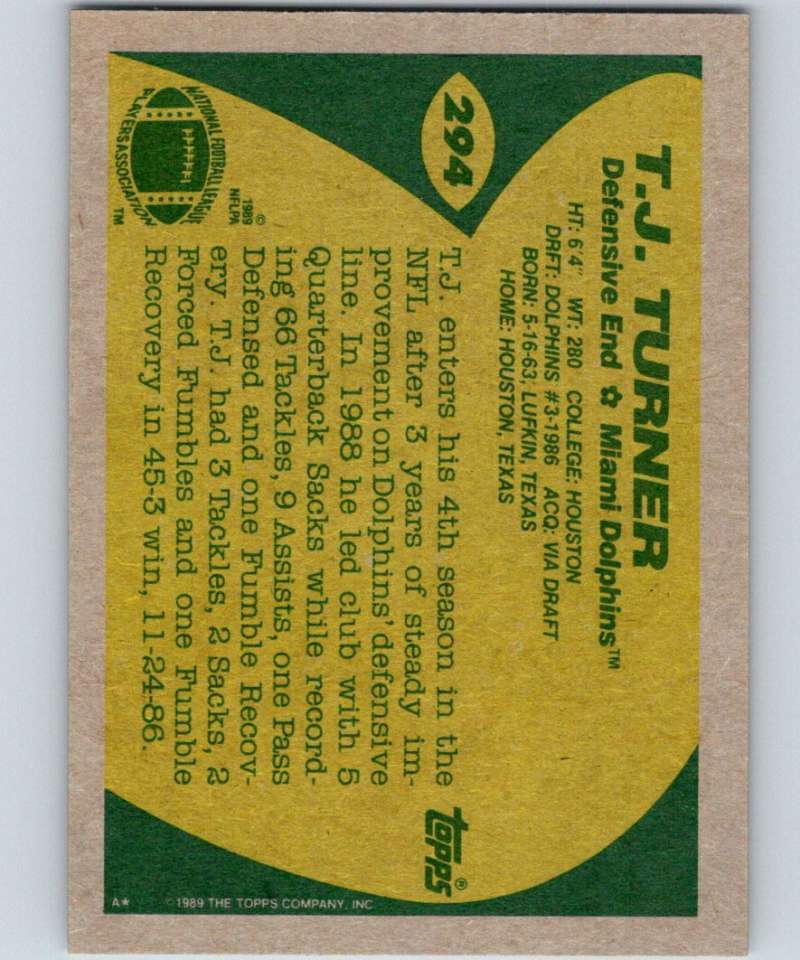 294
T.J. TURNER
Defensive End ✿ Miami Dolphins™
HT: 6'4" WT: 280 COLLEGE: HOUSTON
DRFT: DOLPHINS #3-1986 ACQ: VIA DRAFT
BORN: 5-16-63, LUFKIN, TEXAS
HOME: HOUSTON, TEXAS
T.J. enters his 4th season in the
NFL after 3 years of steady im-
provement on Dolphins' defensive
line. In 1988 he led club with 5
Quarterback Sacks while record-
ing 66 Tackles, 9 Assists, one Pass
Defensed and one Fumble Recov-
ery. T.J. had 3 Tackles, 2 Sacks, 2
Forced Fumbles and one Fumble
Recovery in 45-3 win, 11-24-86.
NATIONAL FOOTBALL LEAGUE
PLAYERS ASSOCIATION
™
©
1989
NFLPA
topps®
A* ©1989 THE TOPPS COMPANY, INC